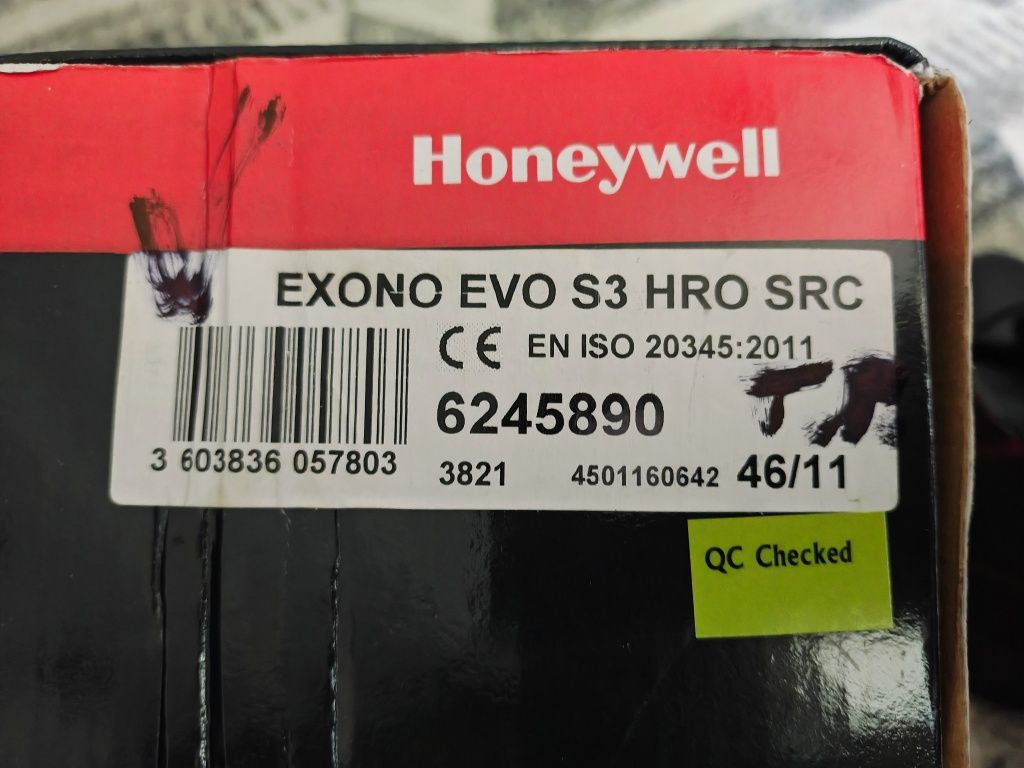 Honeywell
EXONO EVO S3 HRO SRC
CE EN ISO 20345:2011
6245890
3 603836 057803
3821 4501160642 46/11
QC Checked